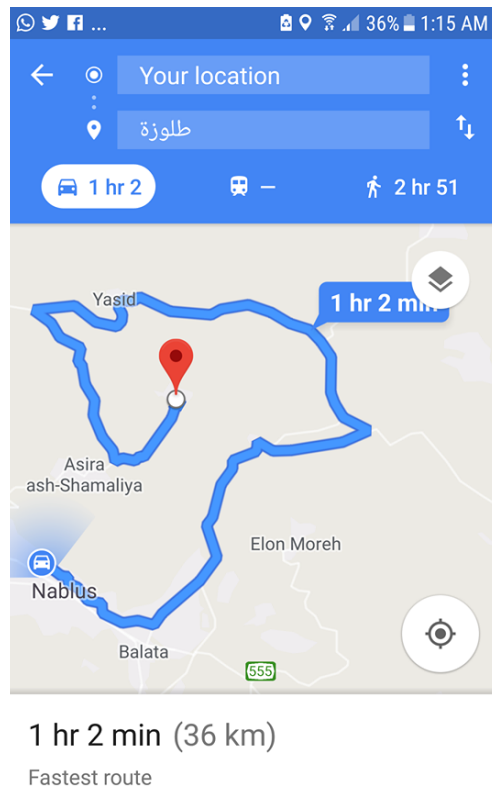 ... 36% 1:15 AM
Your location
طلوزة
1 hr 2
—
2 hr 51
Yasid
1 hr 2 min
Asira
ash-Shamaliya
Elon Moreh
Nablus
Balata
555
1 hr 2 min (36 km)
Fastest route